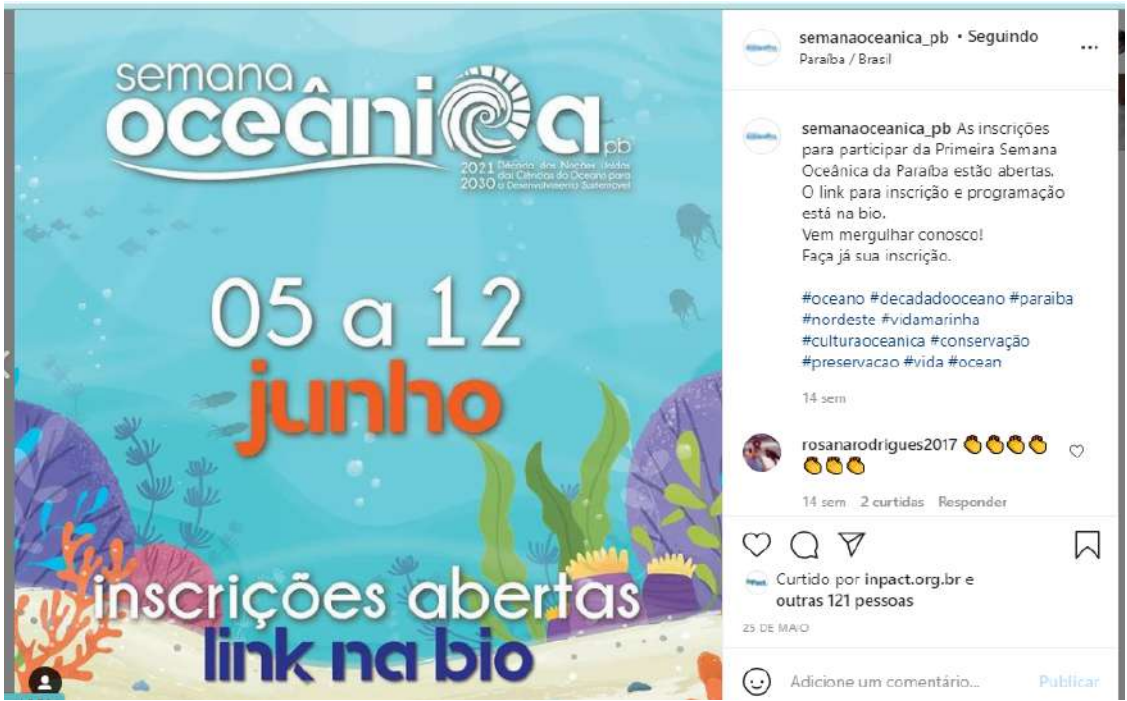 semana
oceânica pb
2021 Década das Nações Unidas
das Ciências do Oceano para
2030 o Desenvolvimento Sustentável
05 a 12
junho
inscrições abertas
link na bio
semanaoceanica_pb • Seguindo
Paraíba / Brasil
semanaoceanica_pb As inscrições
para participar da Primeira Semana
Oceânica da Paraíba estão abertas.
O link para inscrição e programação
está na bio.
Vem mergulhar conosco!
Faça já sua inscrição.
#oceano #decadadooceano #paraiba
#nordeste #vidamarinha
#culturaoceanica #conservação
#preservacao #vida #ocean
14 sem
rosanarodrigues2017 👏👏👏👏
👏👏👏
14 sem 2 curtidas Responder
Curtido por inpact.org.br e
outras 121 pessoas
25 DE MAIO
Adicione um comentário... Publicar